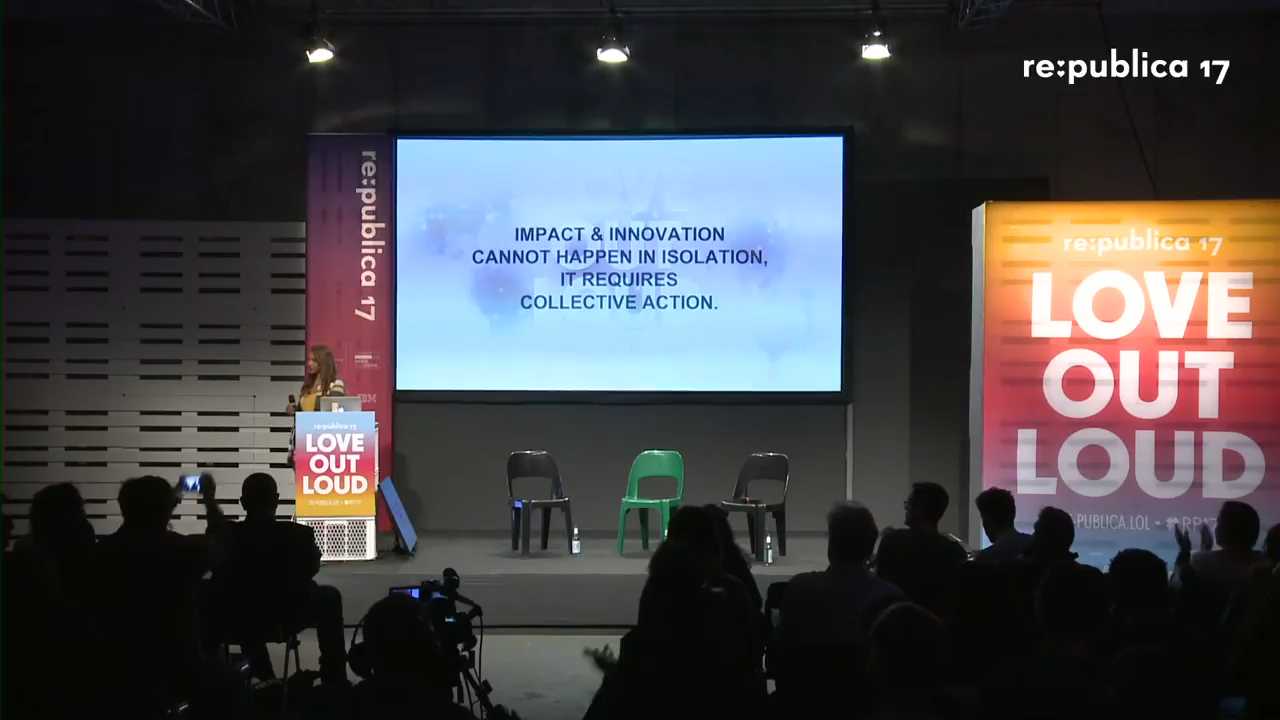 re:publica 17
re:publica 17
IMPACT & INNOVATION
CANNOT HAPPEN IN ISOLATION,
IT REQUIRES
COLLECTIVE ACTION.
re:publica 17
LOVE
OUT
LOUD
IBM
re:publica 17
LOVE
OUT
LOUD